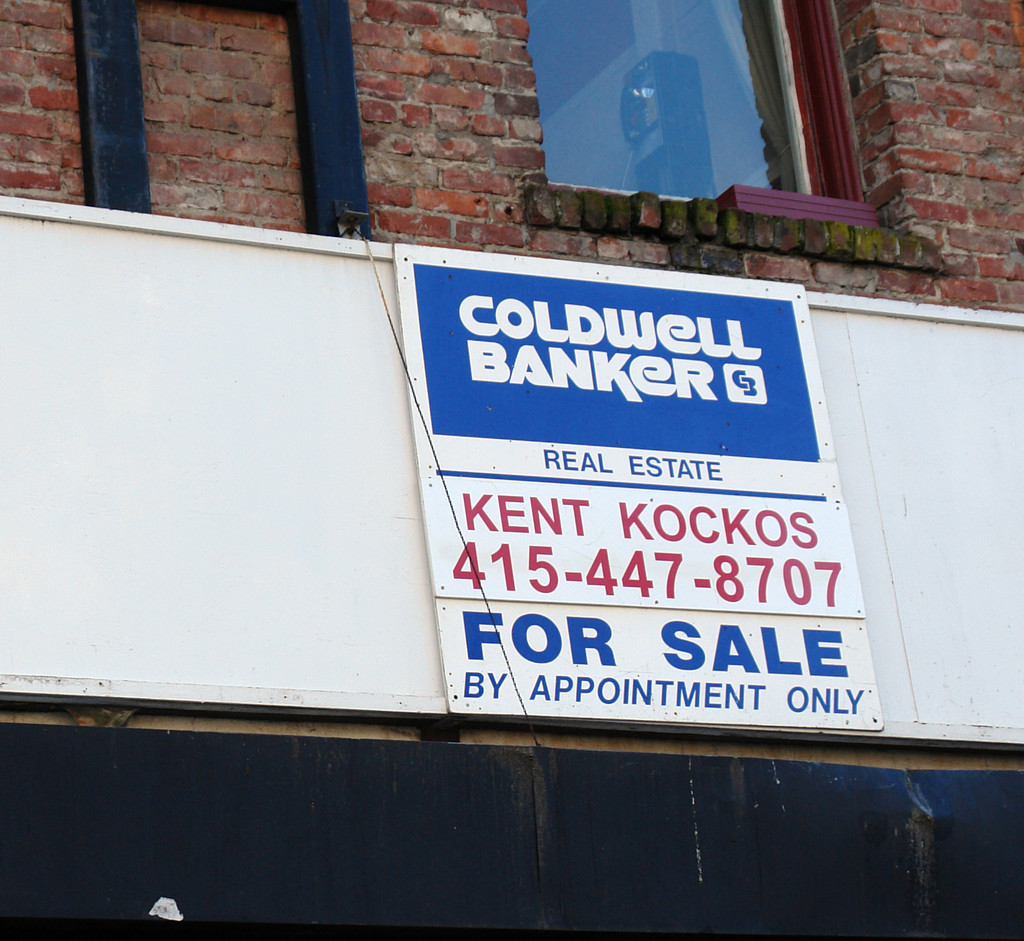 COLDWELL
BANKER CB
REAL ESTATE
KENT KOCKOS
415-447-8707
FOR SALE
BY APPOINTMENT ONLY